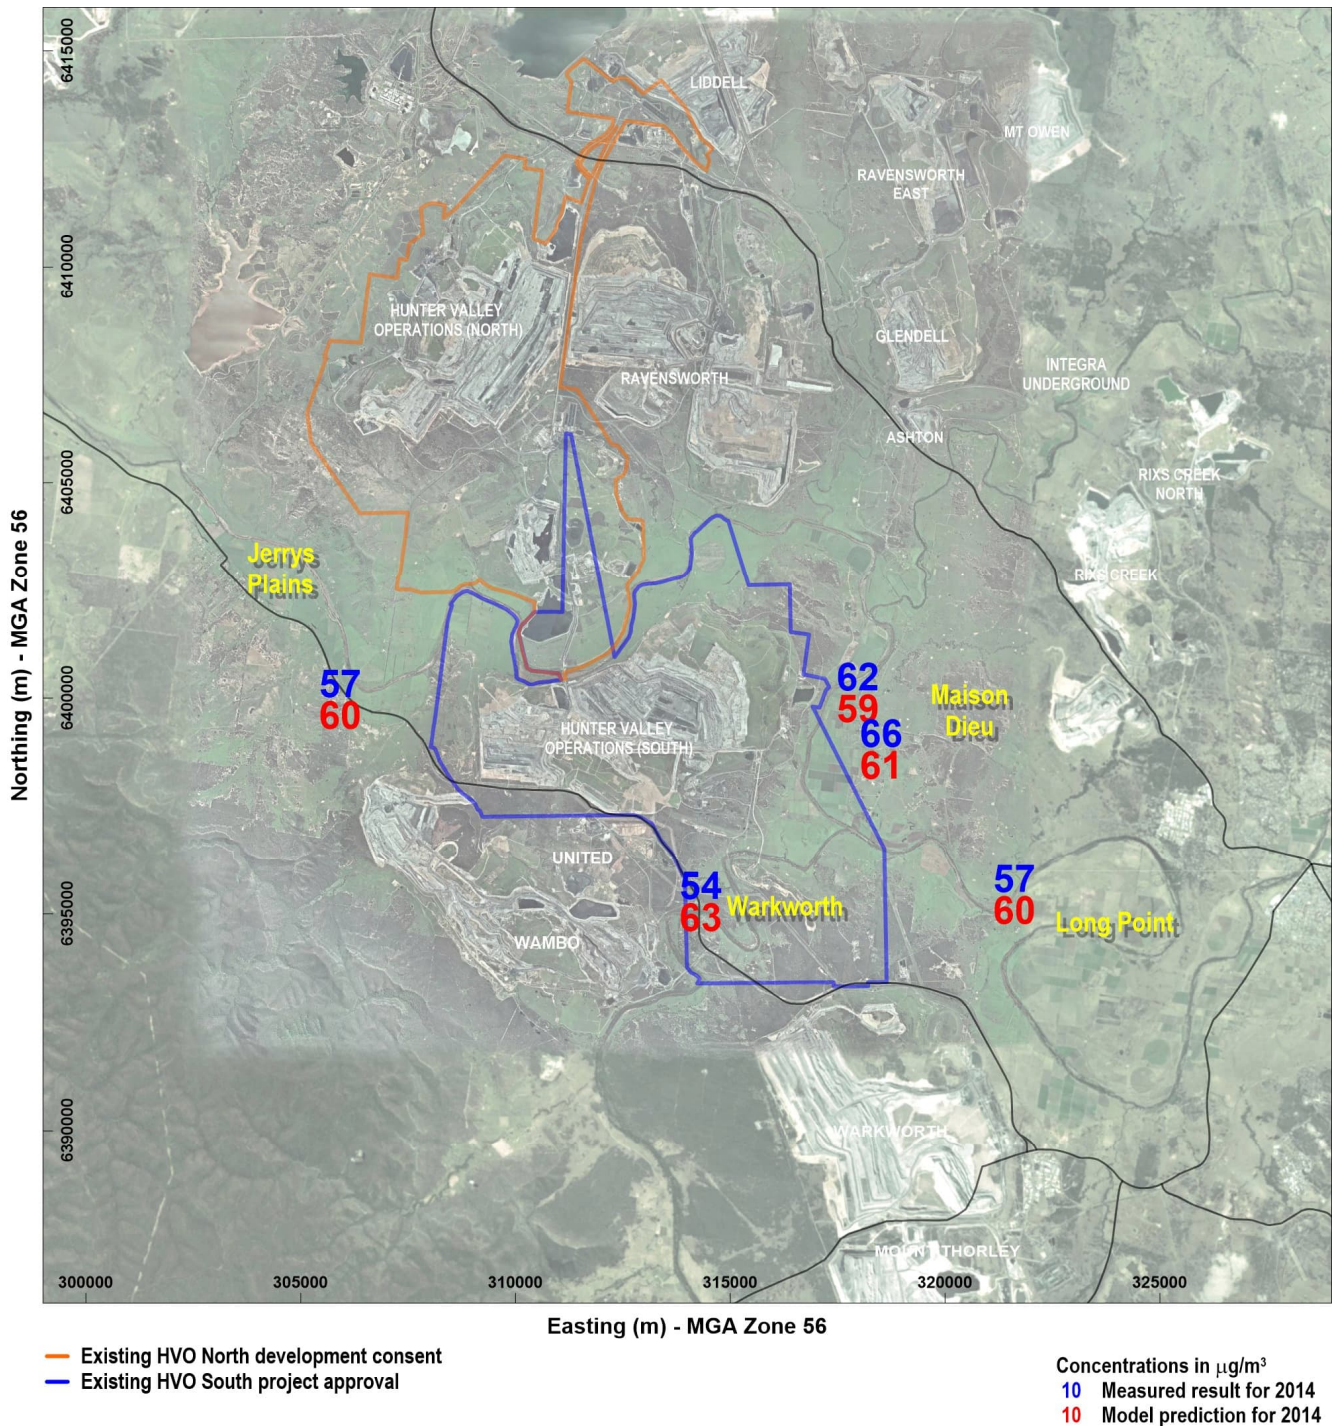 6415000
LIDDELL
MT OWEN
RAVENSWORTH
EAST
6410000
HUNTER VALLEY
OPERATIONS (NORTH)
GLENDELL
RAVENSWORTH
INTEGRA
UNDERGROUND
ASHTON
6405000
RIXS CREEK
NORTH
Jerrys
Plains
RIXS CREEK
Northing (m) - MGA Zone 56
6400000
57
60
62
59
66
61
Maison
Dieu
HUNTER VALLEY
OPERATIONS (SOUTH)
UNITED
54
63
Warkworth
57
60
Long Point
6395000
WAMBO
6390000
WARKWORTH
MOUNT THORLEY
300000 305000 310000 315000 320000 325000
Easting (m) - MGA Zone 56
Existing HVO North development consent
Existing HVO South project approval
Concentrations in μg/m³
10 Measured result for 2014
10 Model prediction for 2014